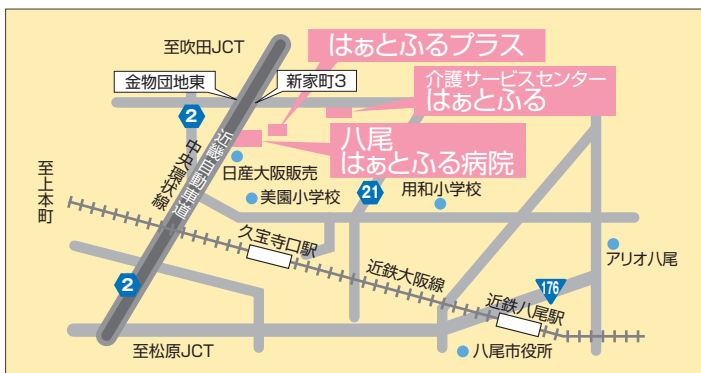 至吹田JCT
はぁとふるプラス
金物団地東
新家町3
介護サービスセンター
はぁとふる
2
八尾
はぁとふる病院
近畿自動車道
中央環状線
日産大阪販売
至上本町
美園小学校
21
用和小学校
久宝寺口駅
アリオ八尾
近鉄大阪線
2
176
近鉄八尾駅
至松原JCT
八尾市役所